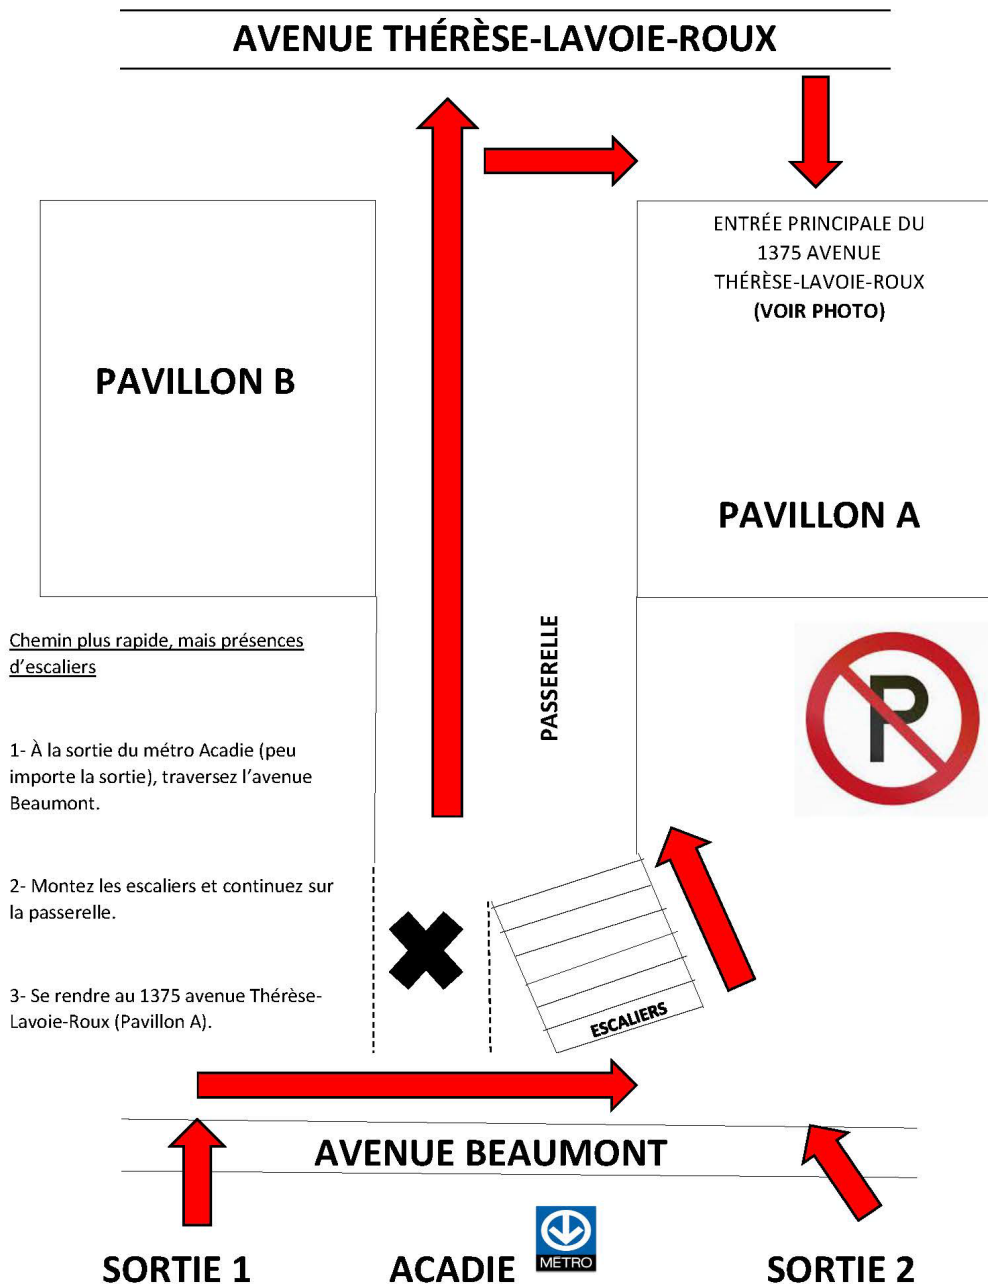 AVENUE THÉRÈSE-LAVOIE-ROUX
ENTRÉE PRINCIPALE DU
1375 AVENUE
THÉRÈSE-LAVOIE-ROUX
(VOIR PHOTO)
PAVILLON B
PAVILLON A
Chemin plus rapide, mais présences
d'escaliers
PASSERELLE
P
1- À la sortie du métro Acadie (peu
importe la sortie), traversez l'avenue
Beaumont.
2- Montez les escaliers et continuez sur
la passerelle.
3- Se rendre au 1375 avenue Thérèse-
Lavoie-Roux (Pavillon A).
ESCALIERS
AVENUE BEAUMONT
SORTIE 1
ACADIE
MÉTRO
SORTIE 2